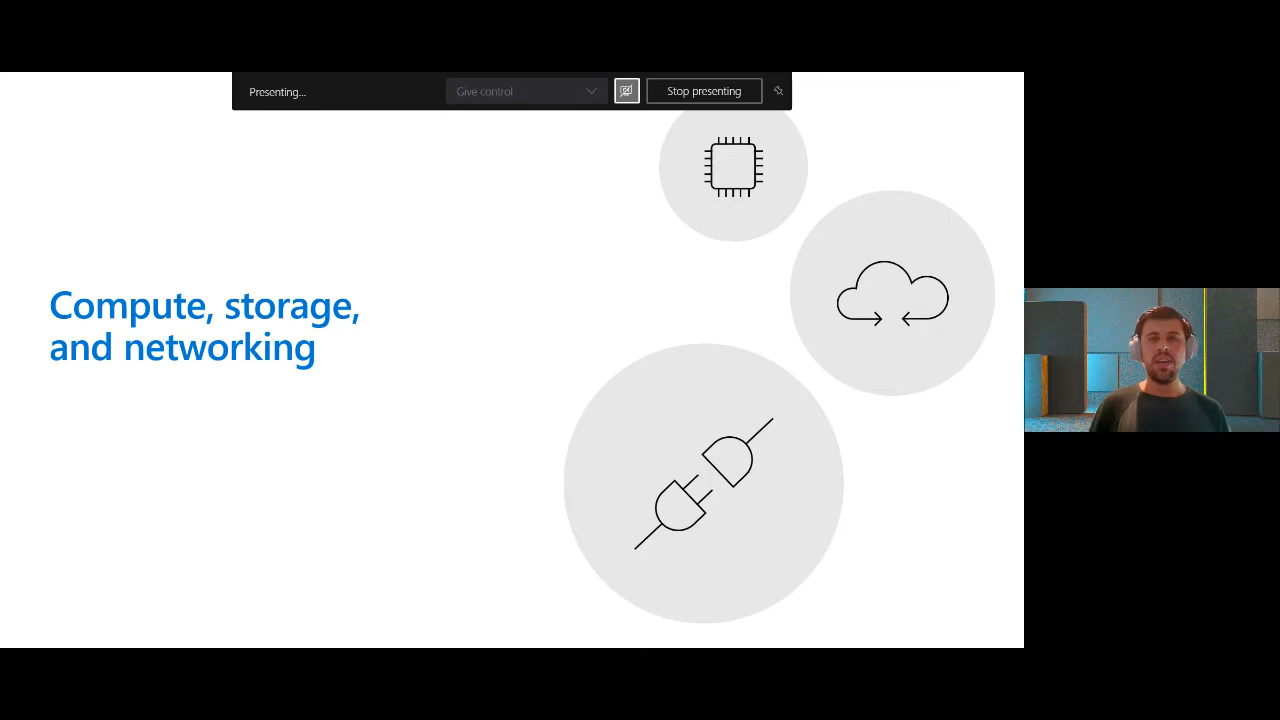 Presenting...
Give control
Stop presenting
Compute, storage,
and networking